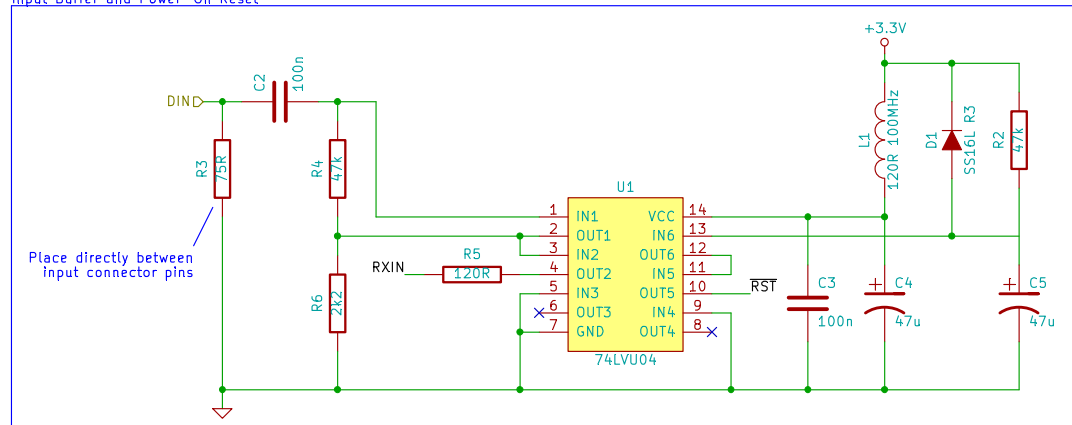 Input Buffer and Power-On Reset
+3.3V
DIN
C2
100n
R3
75R
R4
47k
Place directly between
input connector pins
R6
2k2
RXIN
R5
120R
U1
1 IN1 VCC 14
2 OUT1 IN6 13
3 IN2 OUT6 12
4 OUT2 IN5 11
5 IN3 OUT5 10
6 OUT3 IN4 9
7 GND OUT4 8
74LVU04
RST
L1
120R 100MHz
D1
SS16L R3
R2
47k
C3
100n
+
C4
47u
+
C5
47u